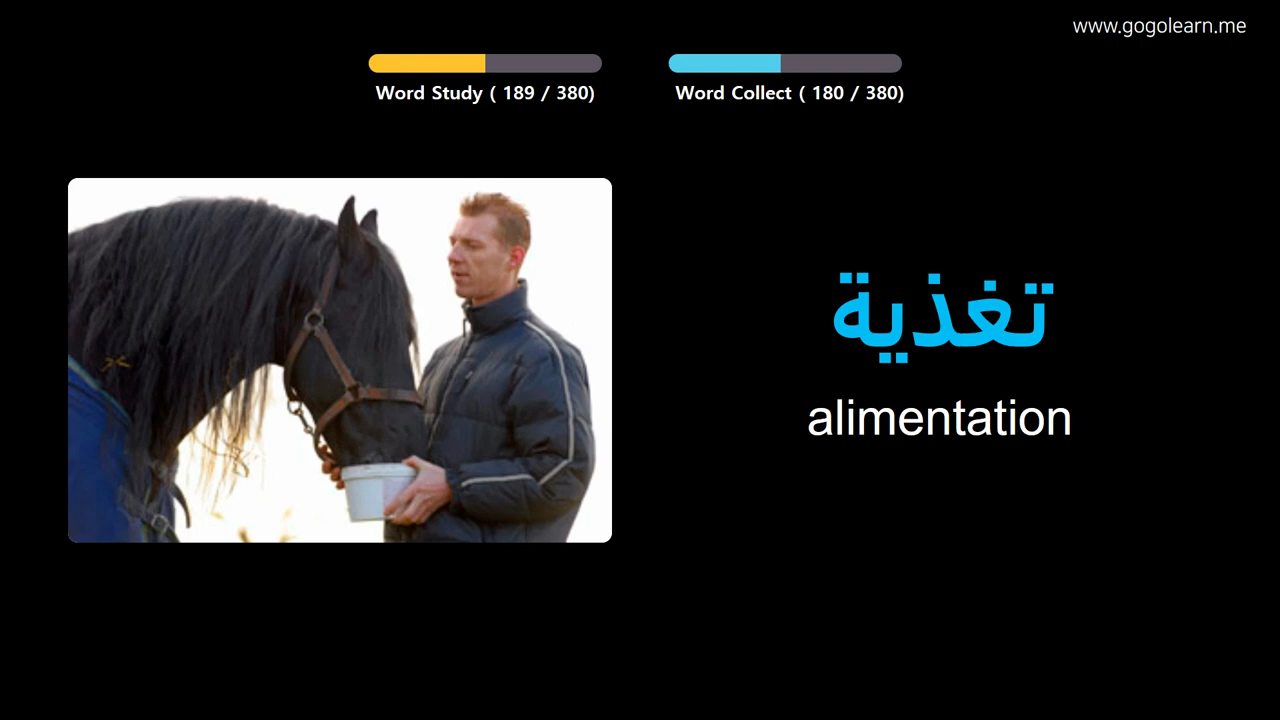 www.gogolearn.me
Word Study ( 189 / 380)
Word Collect ( 180 / 380)
تغذية
alimentation